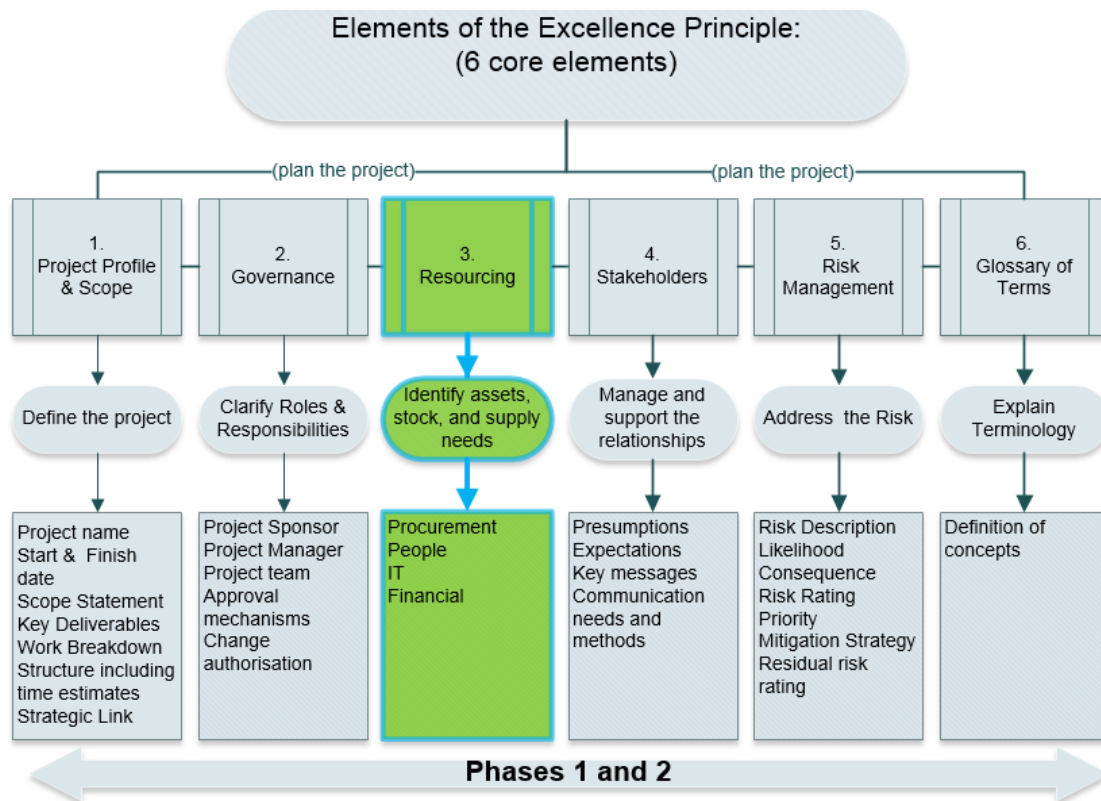 Elements of the Excellence Principle:
(6 core elements)
(plan the project)
(plan the project)
1.
Project Profile
& Scope
2.
Governance
3.
Resourcing
4.
Stakeholders
5.
Risk
Management
6.
Glossary of
Terms
Define the project
Clarify Roles &
Responsibilities
Identify assets,
stock, and supply
needs
Manage and
support the
relationships
Address the Risk
Explain
Terminology
Project name
Start & Finish
date
Scope Statement
Key Deliverables
Work Breakdown
Structure including
time estimates
Strategic Link
Project Sponsor
Project Manager
Project team
Approval
mechanisms
Change
authorisation
Procurement
People
IT
Financial
Presumptions
Expectations
Key messages
Communication
needs and
methods
Risk Description
Likelihood
Consequence
Risk Rating
Priority
Mitigation Strategy
Residual risk
rating
Definition of
concepts
Phases 1 and 2